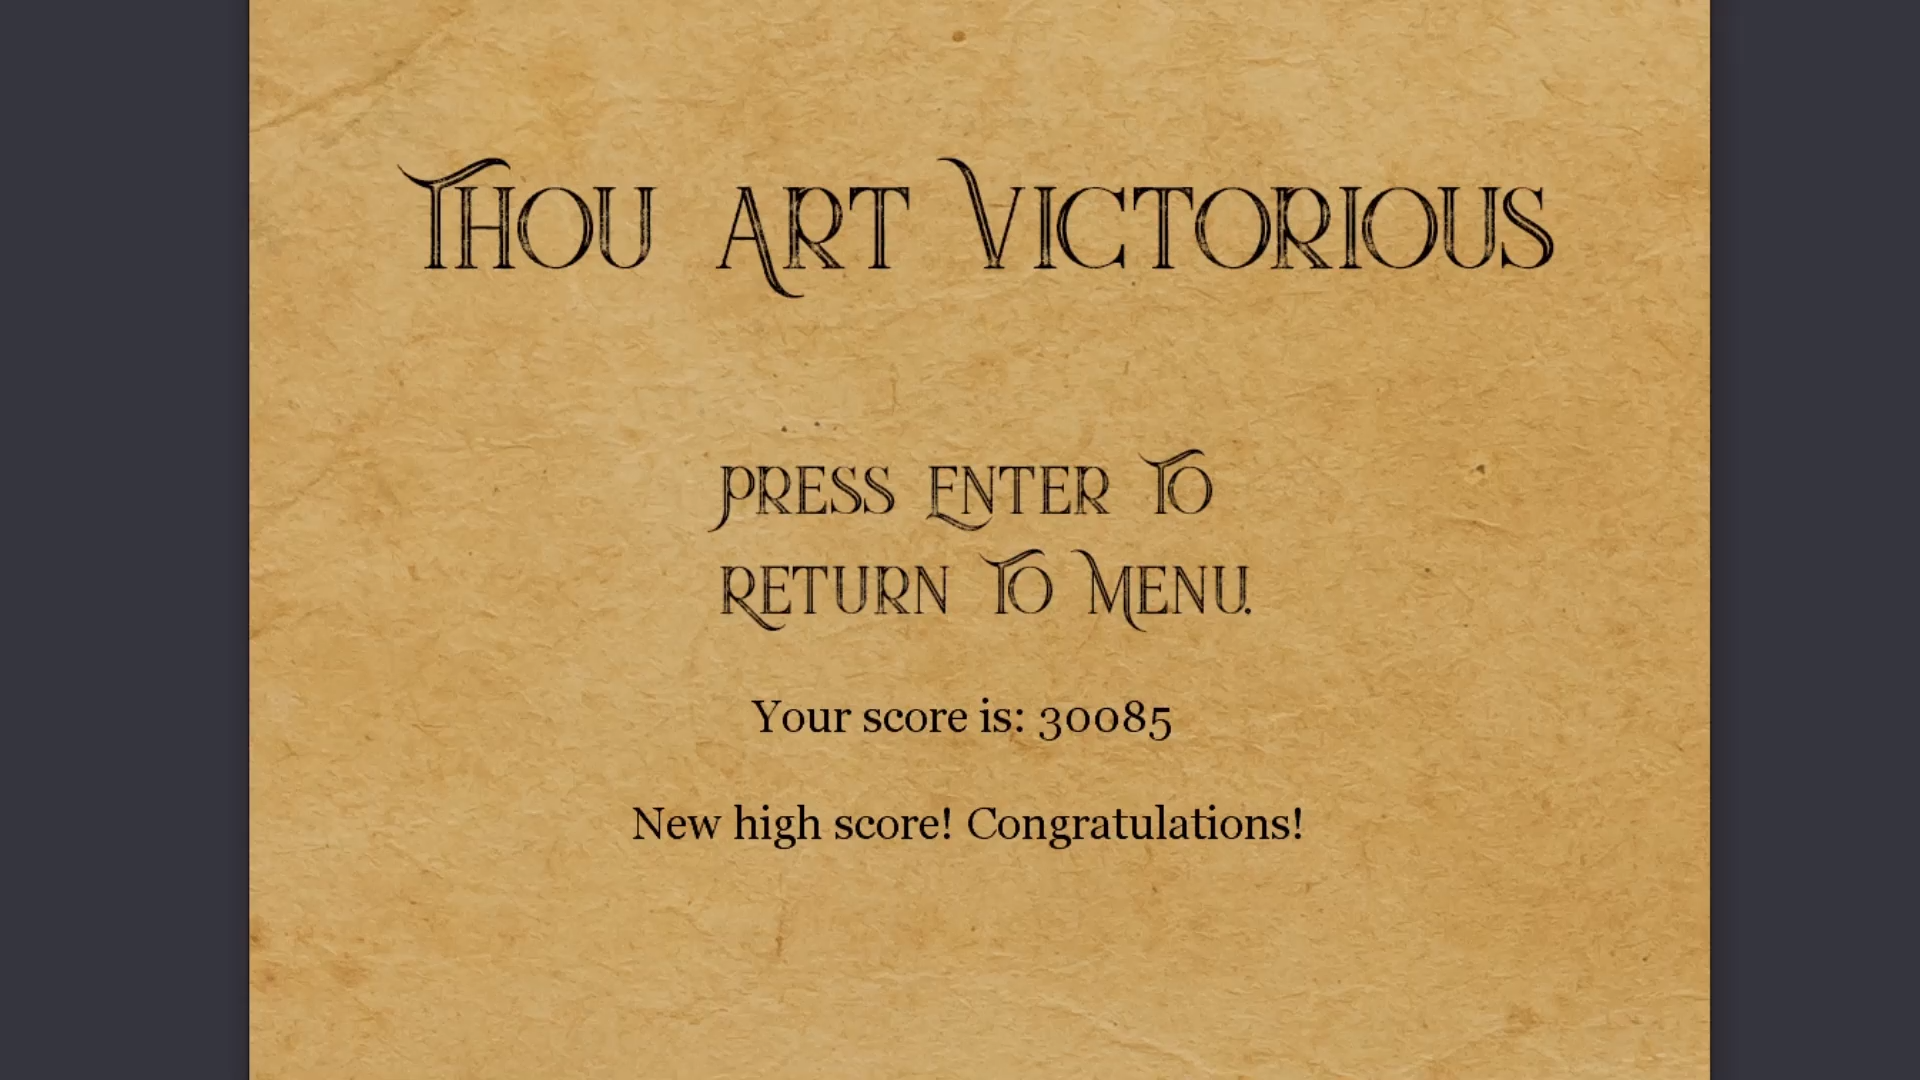 Thou Art Victorious
Press Enter To
Return To Menu.
Your score is: 30085
New high score! Congratulations!